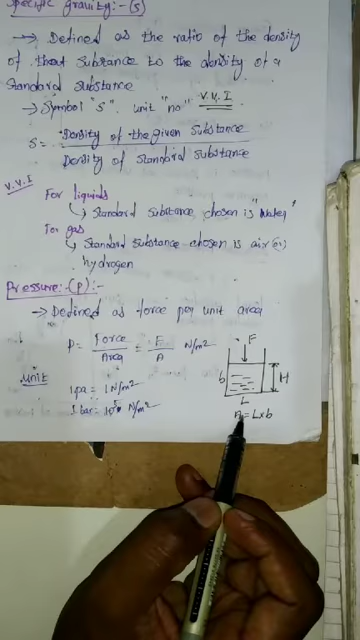 Specific gravity:-(S)
→ Defined as the ratio of the density
of that substance to the density of a
standard substance
→ Symbol "S" unit "no" V.V.I
S = Density of the given substance
Density of standard substance
V.V.I
For liquids
↳ standard substance chosen is "water"
For gas
↳ standard substance chosen is air (or)
hydrogen
Pressure:-(P):-
→ Defined as force per unit area
P = Force / Area = F / A N/m²
unit
1 pa = 1 N/m²
1 bar = 10⁵ N/m²
F
b
H
L
A = L×b